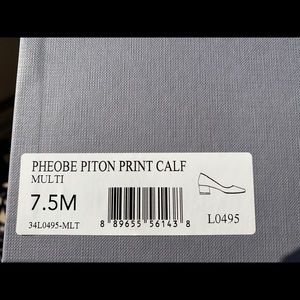 PHEOBE PITON PRINT CALF
MULTI
7.5M
34L0495-MLT
8 89655 56143 8
L0495